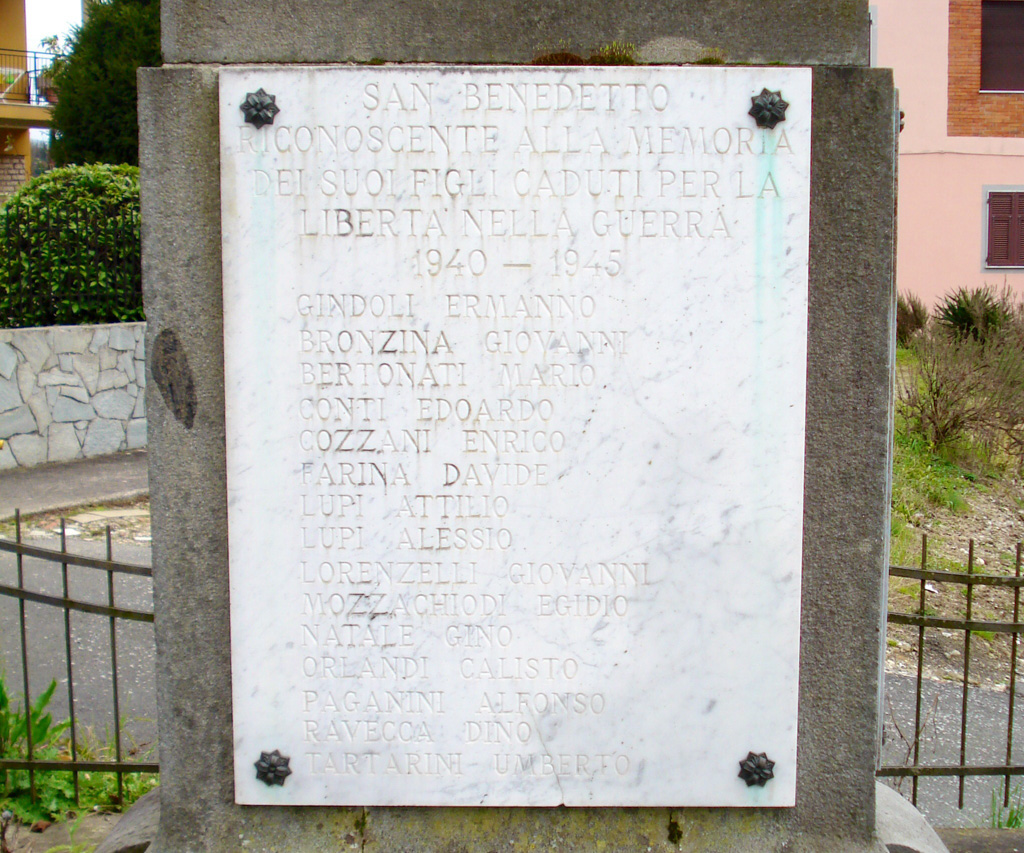 SAN BENEDETTO
RICONOSCENTE ALLA MEMORIA
DEI SUOI FIGLI CADUTI PER LA
LIBERTA' NELLA GUERRA
1940 — 1945
GINDOLI ERMANNO
BRONZINA GIOVANNI
BERTONATI MARIO
CONTI EDOARDO
COZZANI ENRICO
FARINA DAVIDE
LUPI ATTILIO
LUPI ALESSIO
LORENZELLI GIOVANNI
MOZZACHIODI EGIDIO
NATALE GINO
ORLANDI CALISTO
PAGANINI ALFONSO
RAVECCA DINO
TARTARINI UMBERTO